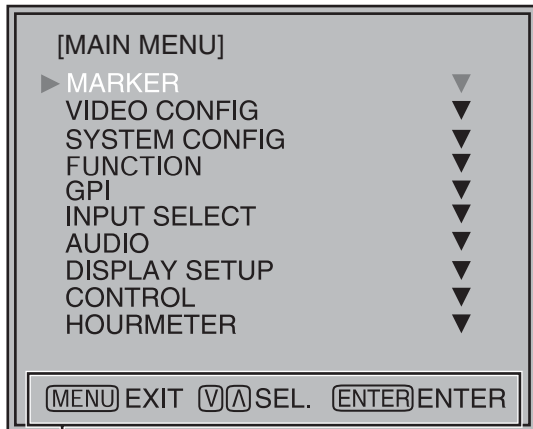 [MAIN MENU]
▶ MARKER ▼
VIDEO CONFIG ▼
SYSTEM CONFIG ▼
FUNCTION ▼
GPI ▼
INPUT SELECT ▼
AUDIO ▼
DISPLAY SETUP ▼
CONTROL ▼
HOURMETER ▼
MENU EXIT V Λ SEL. ENTER ENTER